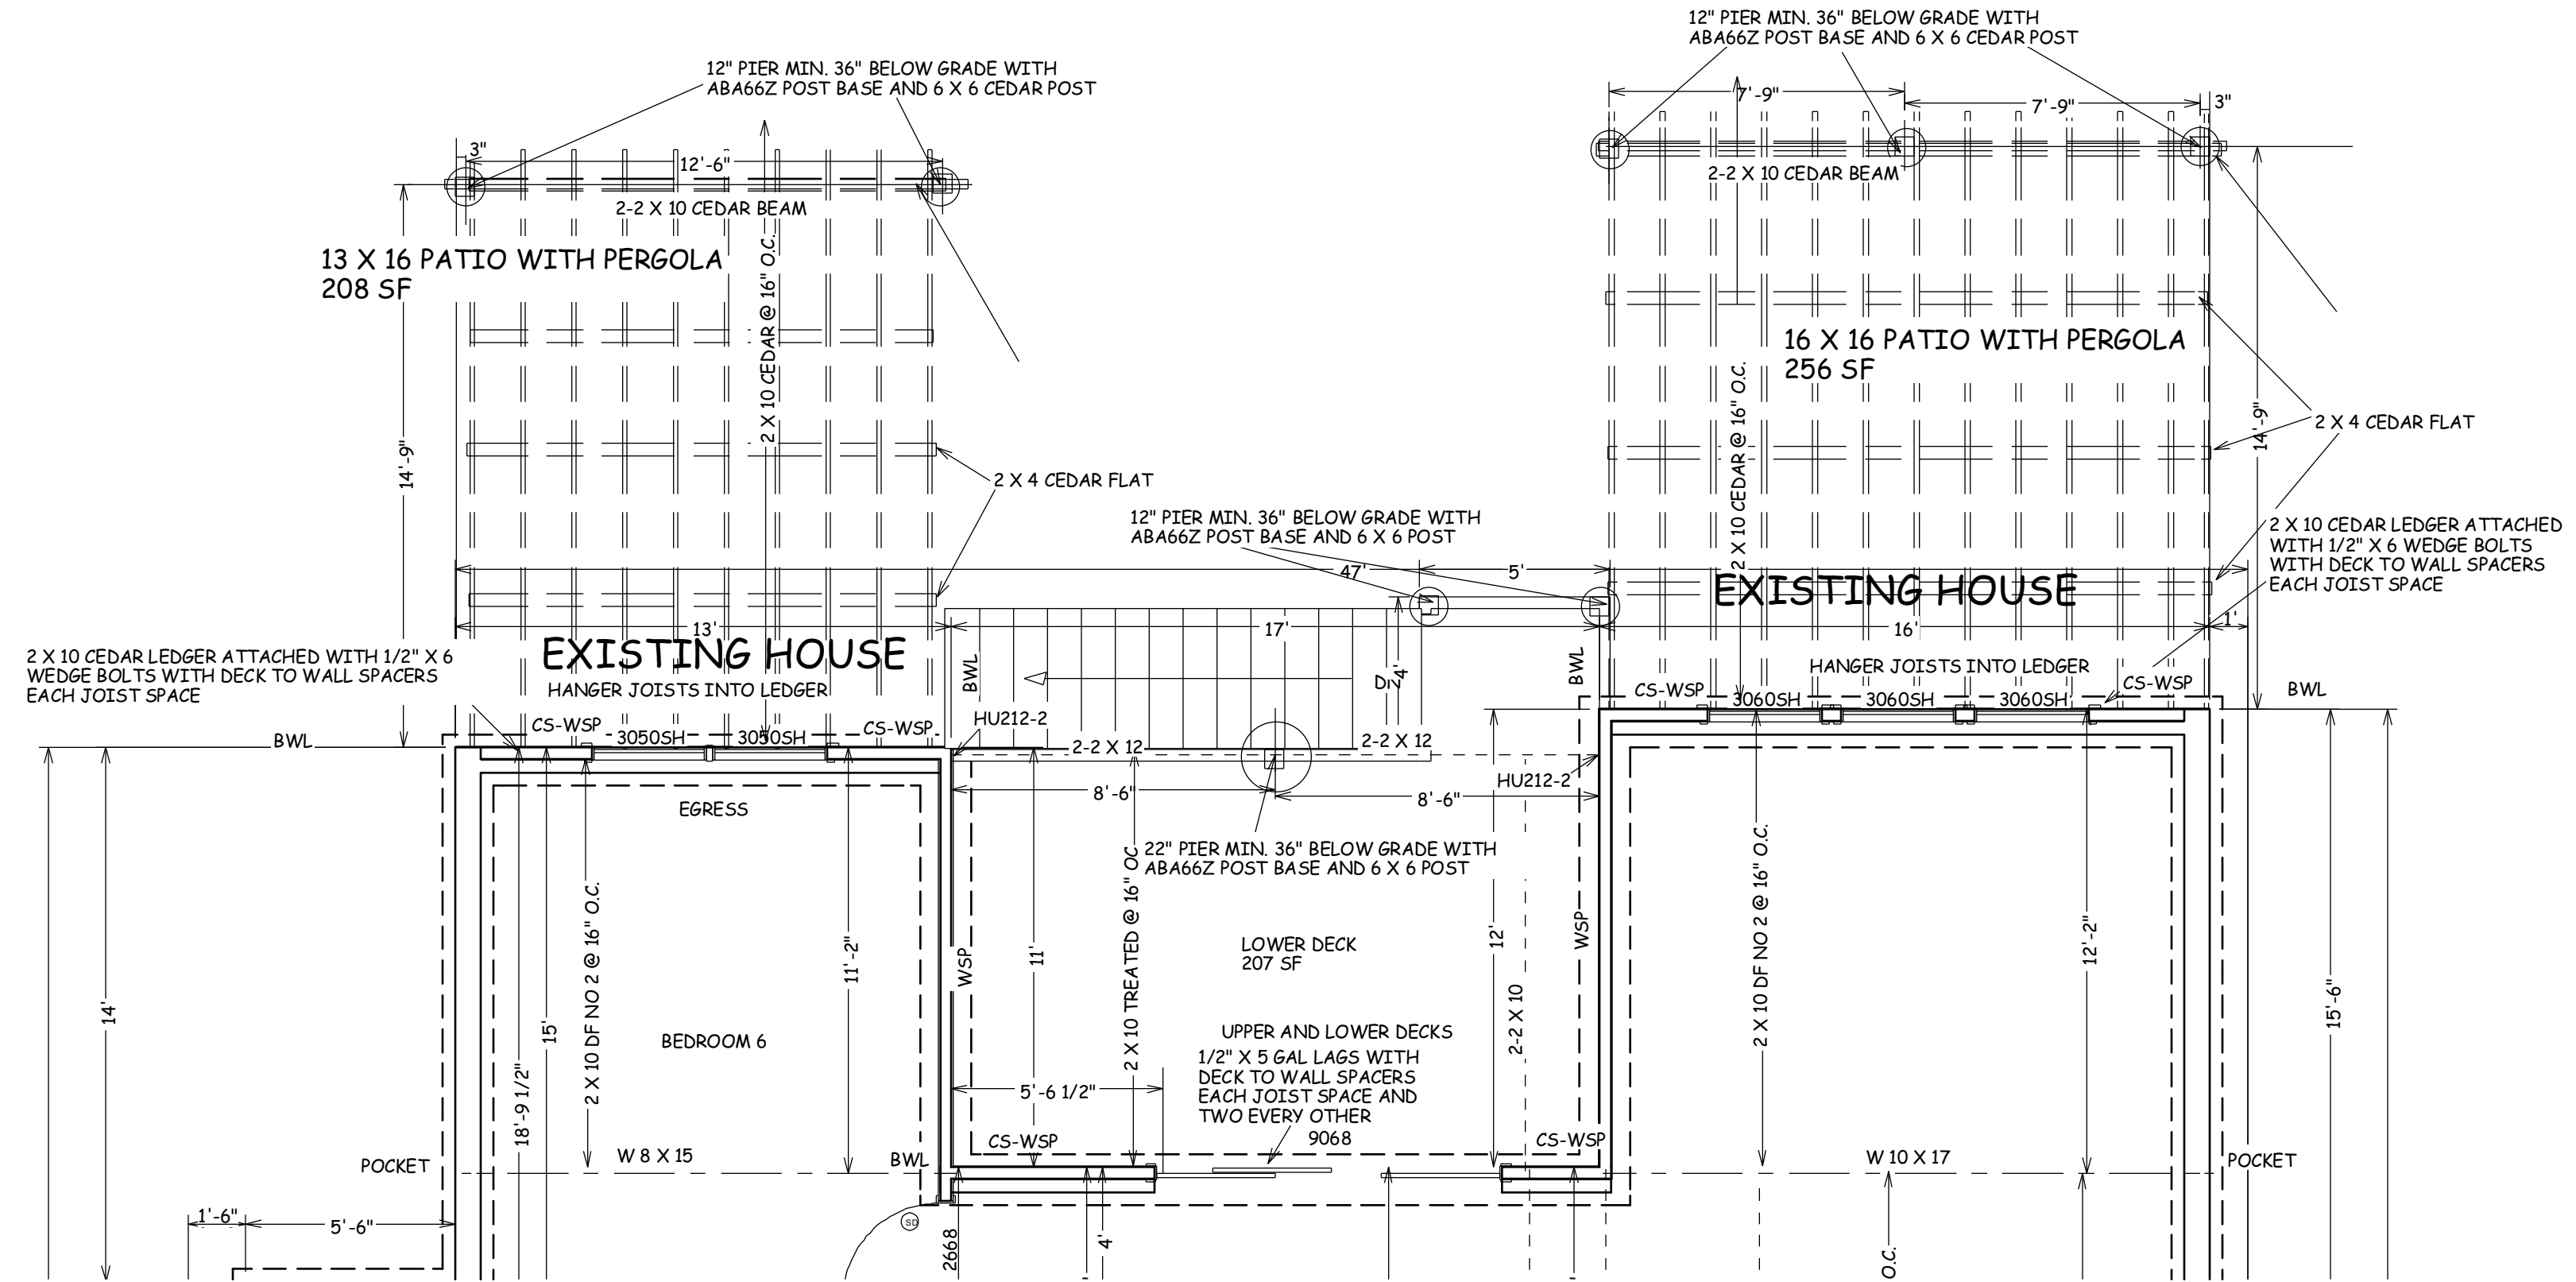 12" PIER MIN. 36" BELOW GRADE WITH
ABA66Z POST BASE AND 6 X 6 CEDAR POST
12" PIER MIN. 36" BELOW GRADE WITH
ABA66Z POST BASE AND 6 X 6 CEDAR POST
7'-9"
7'-9"
3"
3"
12'-6"
2-2 X 10 CEDAR BEAM
2-2 X 10 CEDAR BEAM
13 X 16 PATIO WITH PERGOLA
208 SF
2 X 10 CEDAR @ 16" O.C.
14'-9"
16 X 16 PATIO WITH PERGOLA
256 SF
2 X 10 CEDAR @ 16" O.C.
14'-9"
2 X 4 CEDAR FLAT
2 X 4 CEDAR FLAT
12" PIER MIN. 36" BELOW GRADE WITH
ABA66Z POST BASE AND 6 X 6 POST
2 X 10 CEDAR LEDGER ATTACHED
WITH 1/2" X 6 WEDGE BOLTS
WITH DECK TO WALL SPACERS
EACH JOIST SPACE
47'
5'
EXISTING HOUSE
13'
17'
16'
1'
EXISTING HOUSE
2 X 10 CEDAR LEDGER ATTACHED WITH 1/2" X 6
WEDGE BOLTS WITH DECK TO WALL SPACERS
EACH JOIST SPACE
HANGER JOISTS INTO LEDGER
HANGER JOISTS INTO LEDGER
BWL
4'
BWL
CS-WSP
3060SH
3060SH
3060SH
CS-WSP
BWL
BWL
CS-WSP
3050SH
3050SH
CS-WSP
HU212-2
2-2 X 12
2-2 X 12
HU212-2
8'-6"
8'-6"
EGRESS
22" PIER MIN. 36" BELOW GRADE WITH
ABA66Z POST BASE AND 6 X 6 POST
14'
18'-9 1/2"
15'
2 X 10 DF NO 2 @ 16" O.C.
11'-2"
WSP
11'
2 X 10 TREATED @ 16" OC
LOWER DECK
207 SF
12'
2-2 X 10
WSP
2 X 10 DF NO 2 @ 16" O.C.
12'-2"
15'-6"
BEDROOM 6
UPPER AND LOWER DECKS
1/2" X 5 GAL LAGS WITH
DECK TO WALL SPACERS
EACH JOIST SPACE AND
TWO EVERY OTHER
5'-6 1/2"
9068
CS-WSP
CS-WSP
POCKET
W 8 X 15
BWL
W 10 X 17
POCKET
1'-6"
5'-6"
SD
2668
4'
O.C.